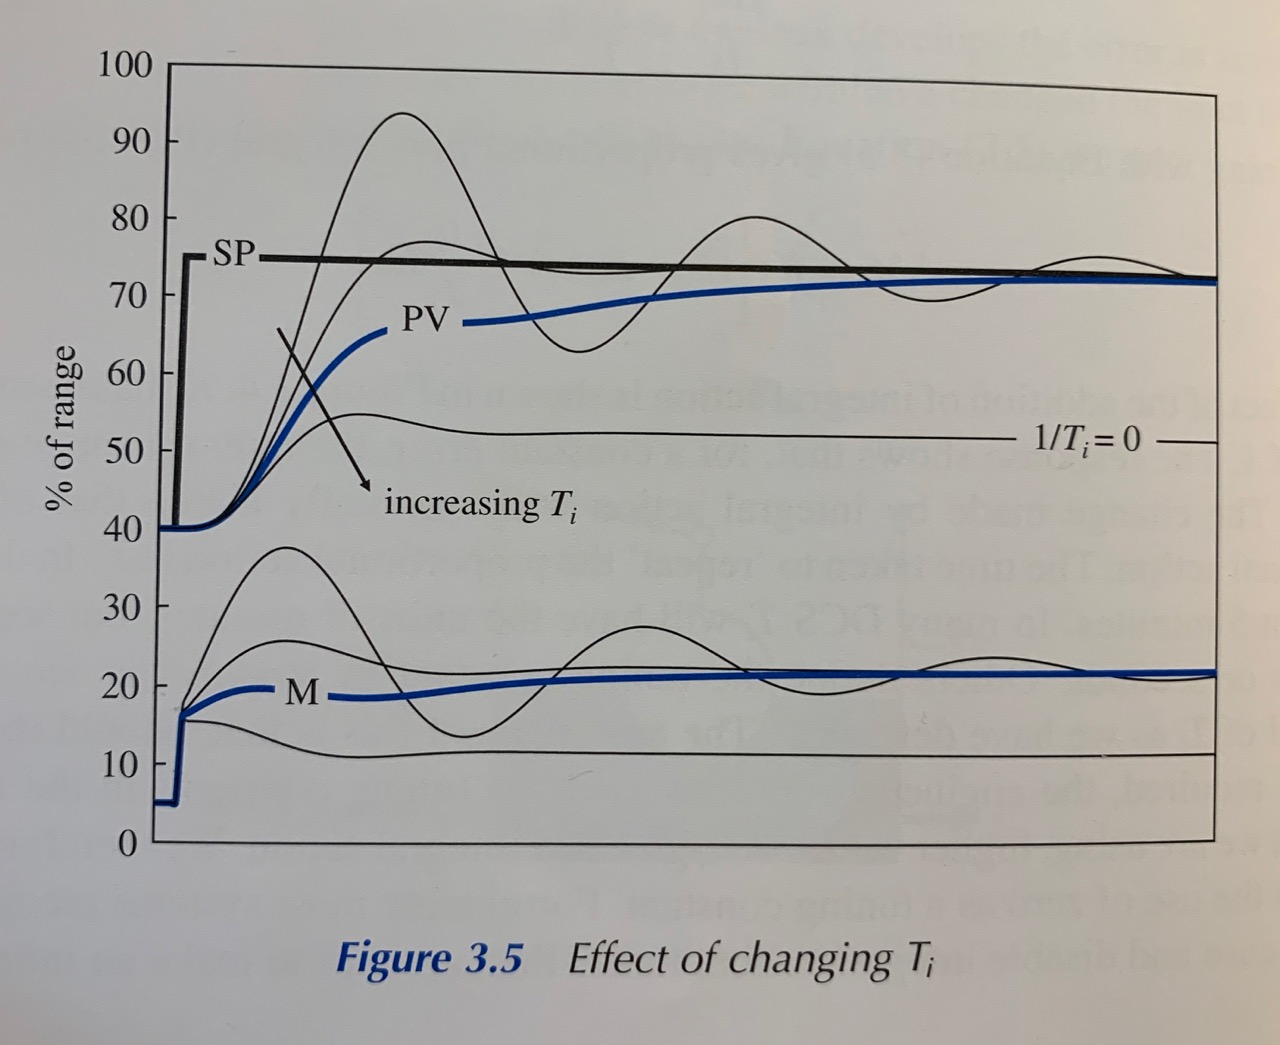 100
90
80
SP
70
PV
60
% of range
50
1/Ti = 0
increasing Ti
40
30
20
M
10
0
Figure 3.5 Effect of changing Ti